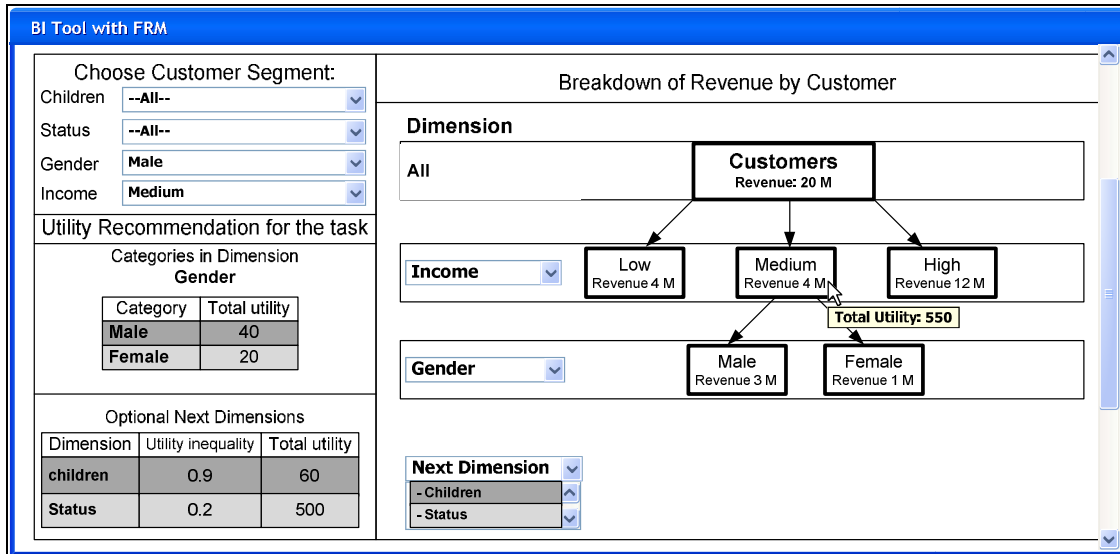 BI Tool with FRM
Choose Customer Segment:
Children --All--
Status --All--
Gender Male
Income Medium
Utility Recommendation for the task
Categories in Dimension
Gender
Category Total utility
Male 40
Female 20
Optional Next Dimensions
Dimension Utility inequality Total utility
children 0.9 60
Status 0.2 500
Breakdown of Revenue by Customer
Dimension
All
Customers
Revenue: 20 M
Income
Low
Revenue 4 M
Medium
Revenue 4 M
High
Revenue 12 M
Total Utility: 550
Gender
Male
Revenue 3 M
Female
Revenue 1 M
Next Dimension
- Children
- Status